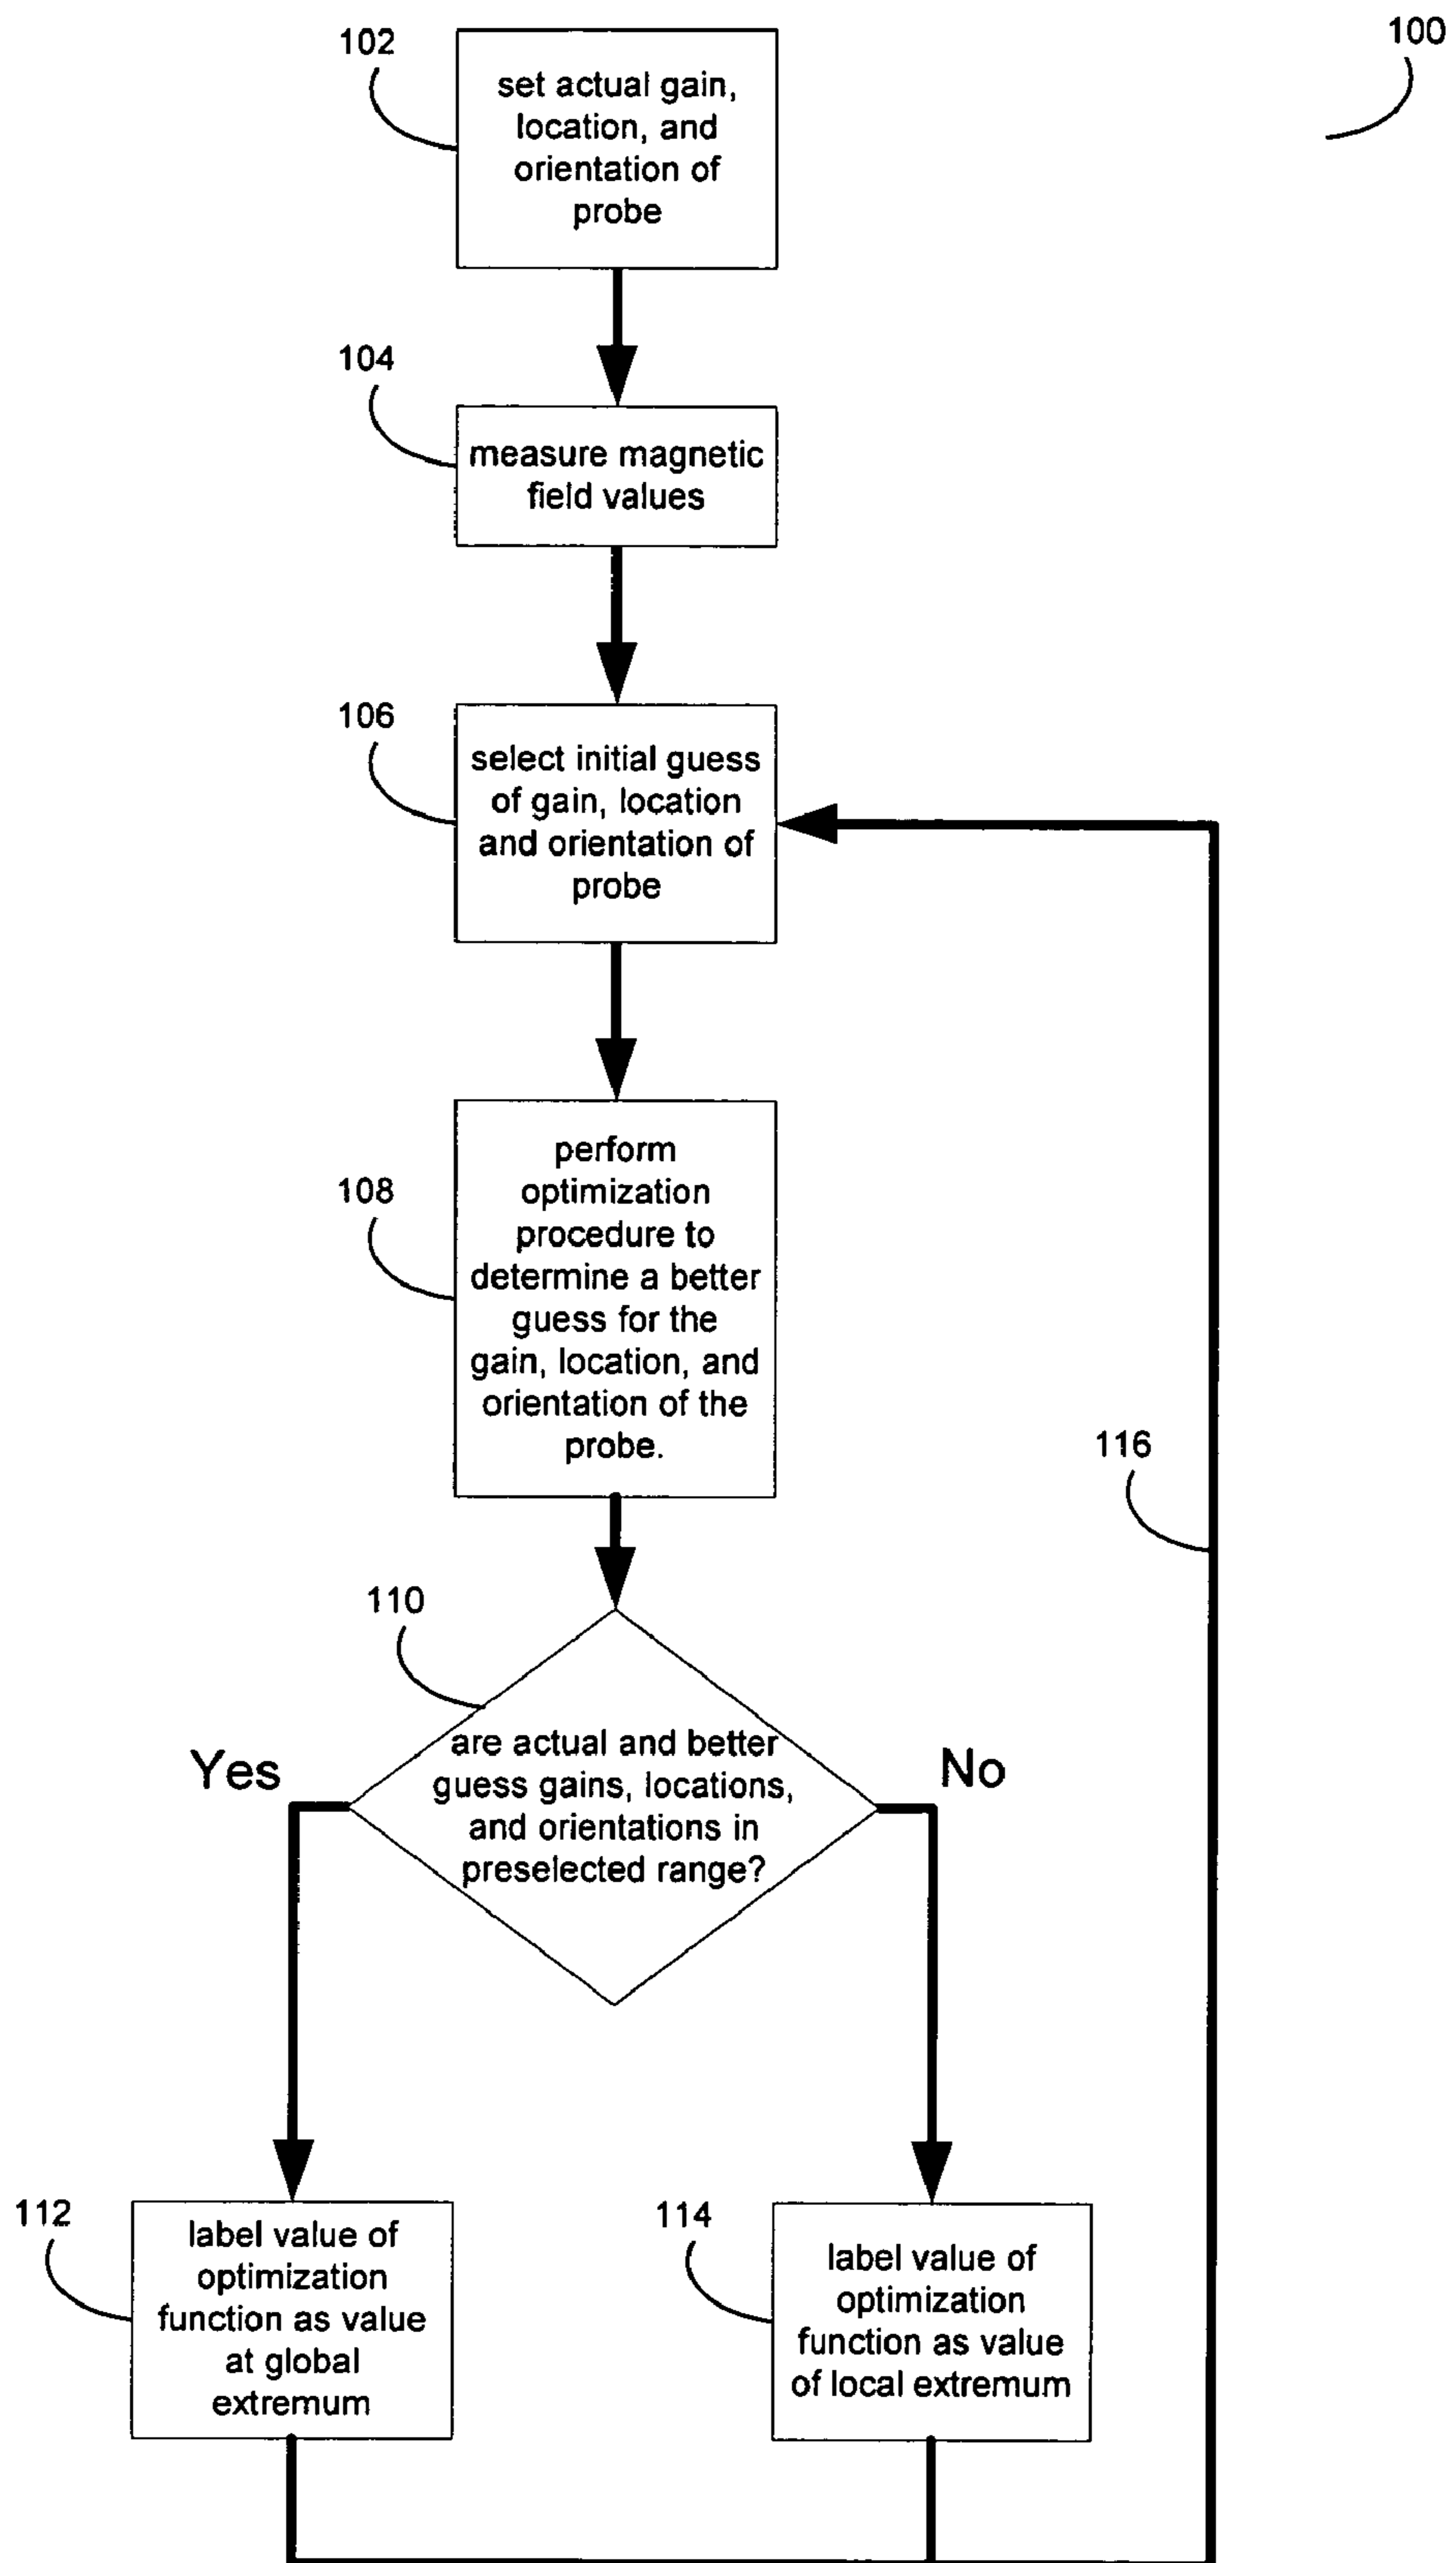 100
102
set actual gain,
location, and
orientation of
probe
104
measure magnetic
field values
106
select initial guess
of gain, location
and orientation of
probe
108
perform
optimization
procedure to
determine a better
guess for the
gain, location, and
orientation of the
probe.
116
110
are actual and better
guess gains, locations,
and orientations in
preselected range?
Yes
No
112
label value of
optimization
function as value
at global
extremum
114
label value of
optimization
function as value
of local extremum